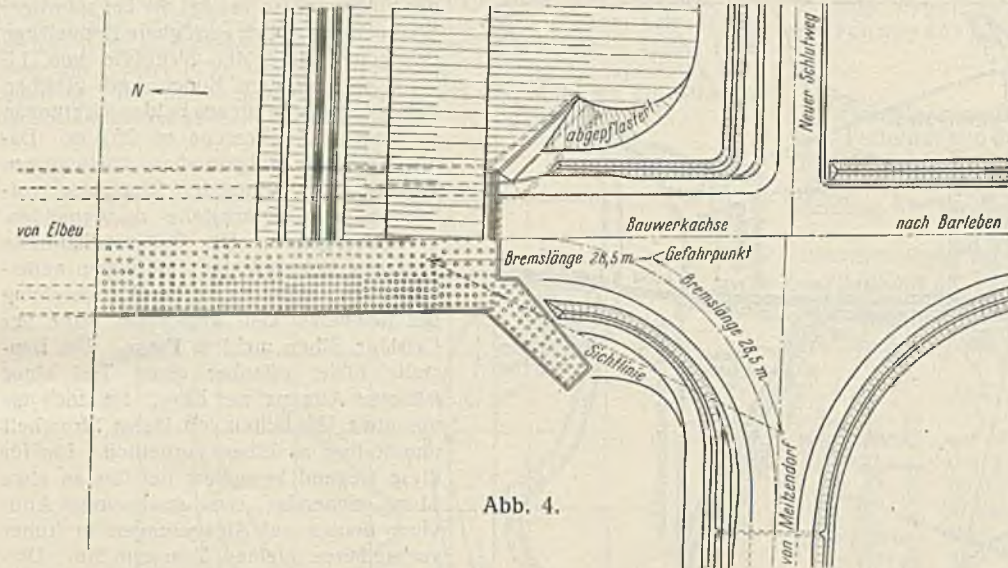 N
Neuer Schlutweg
abgepflastert
von Elbeu
Bauwerkachse
nach Barleben
Bremslänge 28,5 m.
Gefahrpunkt
Bremslänge 28,5 m.
Sichtlinie
von Meitzendorf
Abb. 4.